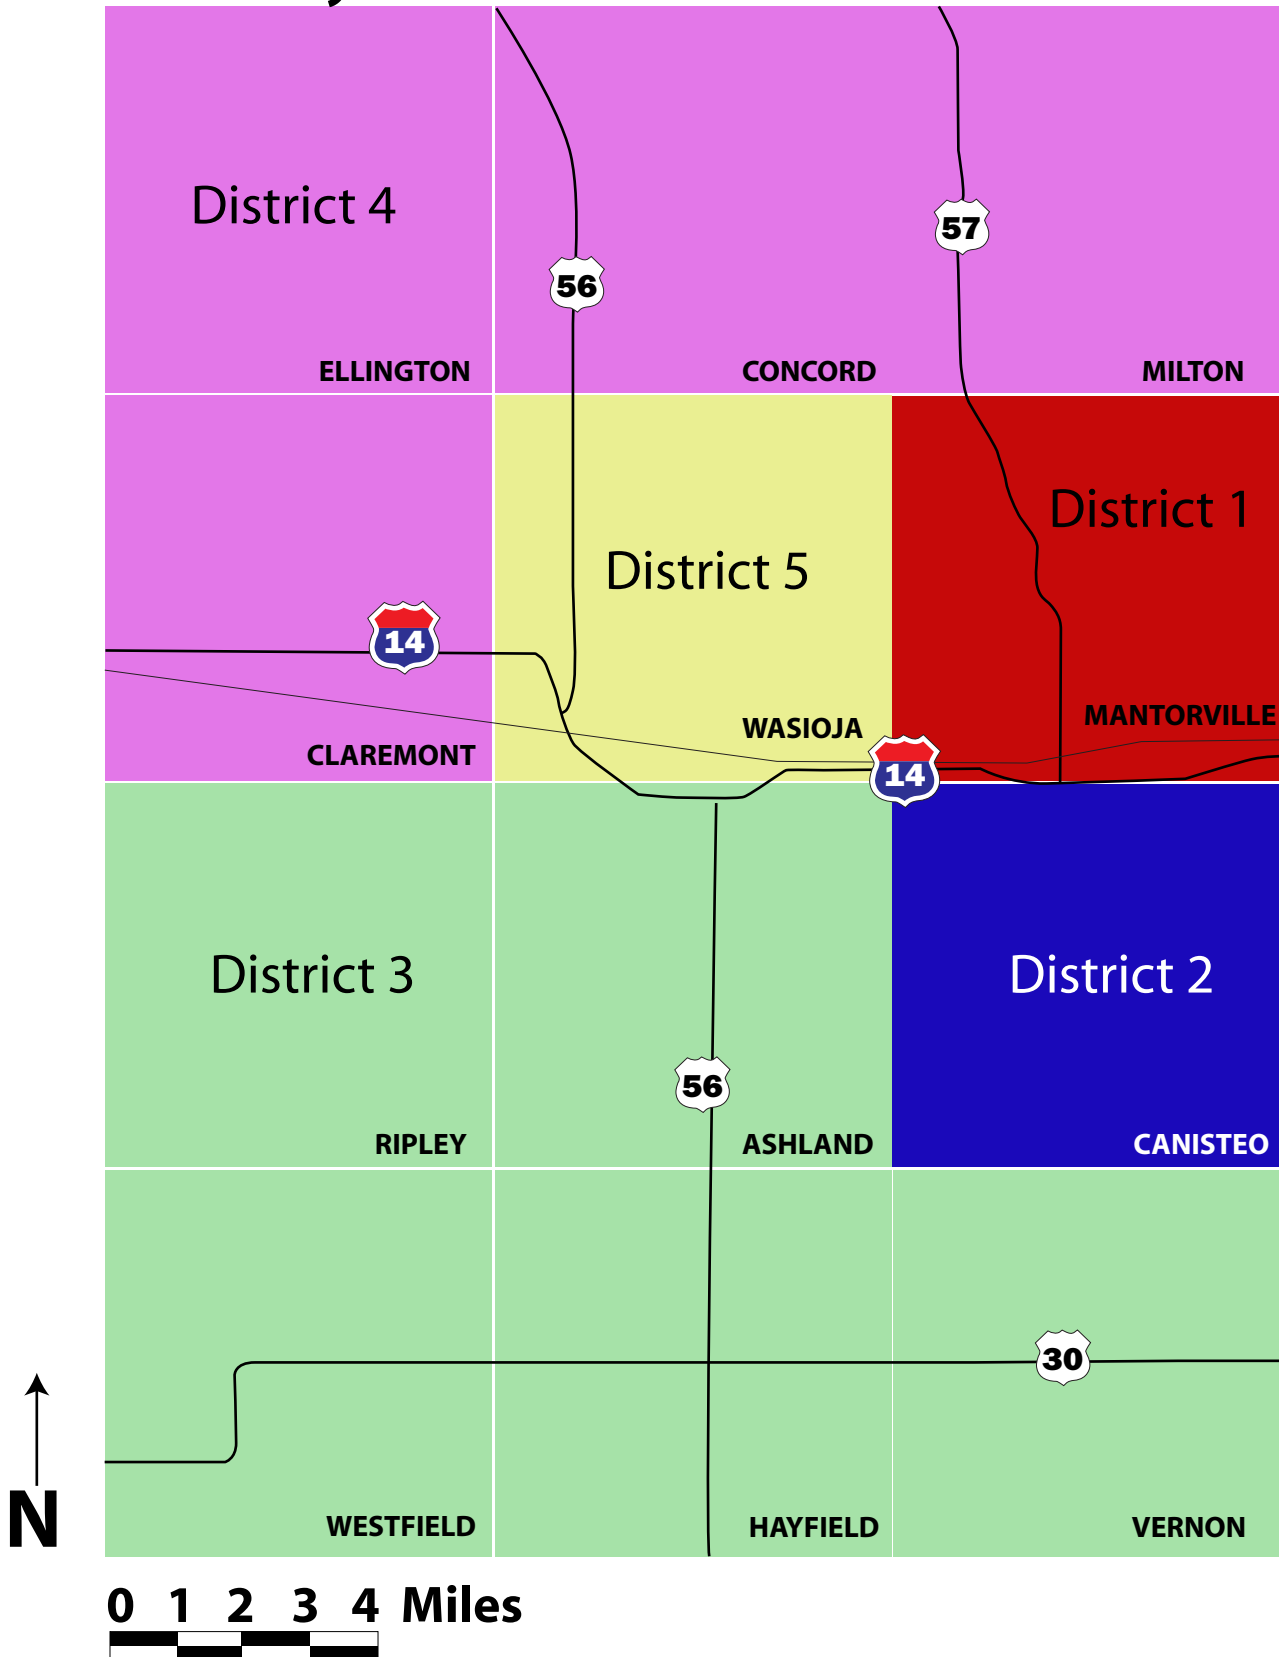 District 4
57
56
ELLINGTON
CONCORD
MILTON
District 1
District 5
14
MANTORVILLE
WASIOJA
CLAREMONT
14
District 3
District 2
56
RIPLEY
ASHLAND
CANISTEO
30
N
WESTFIELD
HAYFIELD
VERNON
0 1 2 3 4 Miles